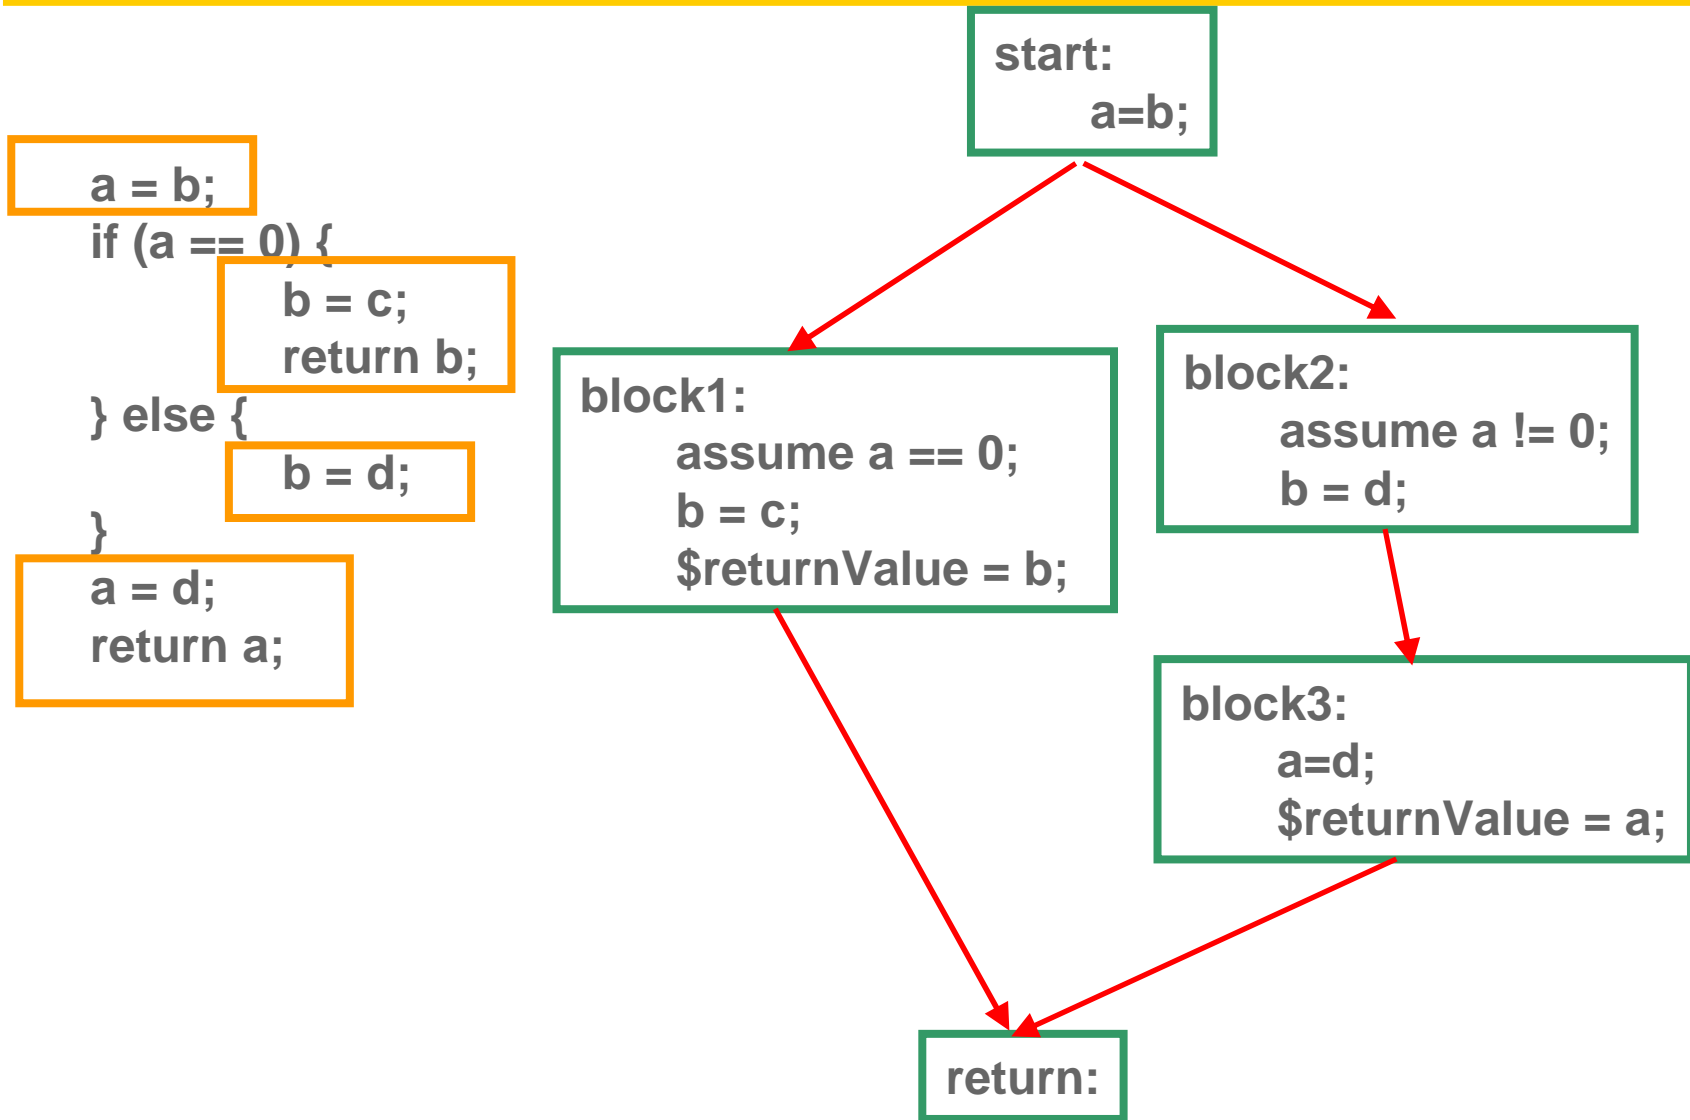 a = b;
if (a == 0) {
b = c;
return b;
} else {
b = d;
}
a = d;
return a;
start:
a=b;
block1:
assume a == 0;
b = c;
$returnValue = b;
block2:
assume a != 0;
b = d;
block3:
a=d;
$returnValue = a;
return: